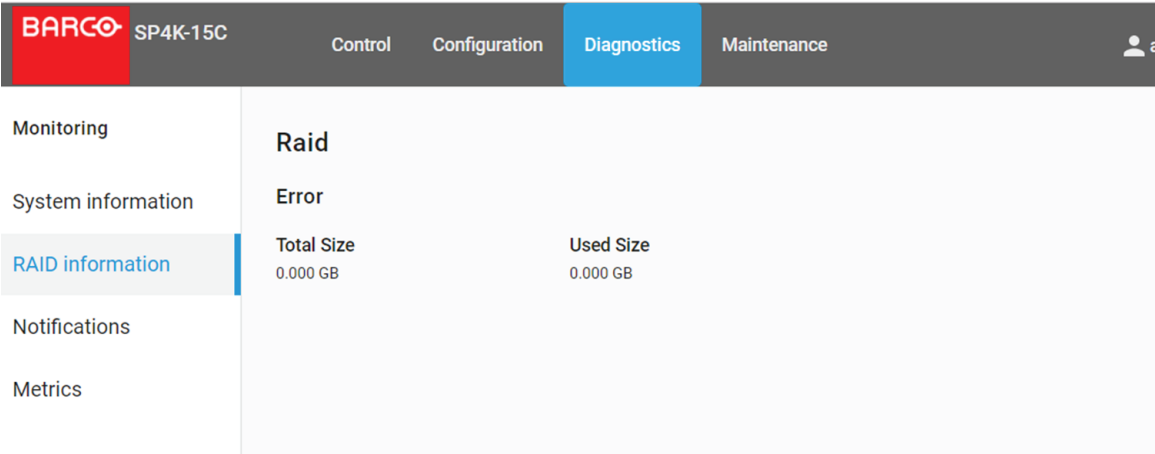 BARCO SP4K-15C
Control Configuration Diagnostics Maintenance
Monitoring
System information
RAID information
Notifications
Metrics
Raid
Error
Total Size Used Size
0.000 GB 0.000 GB